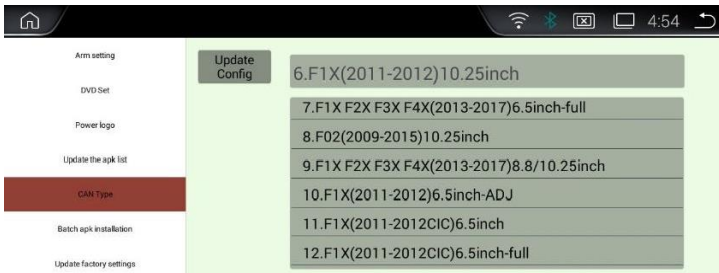 4:54
Arm setting
DVD Set
Power logo
Update the apk list
CAN Type
Batch apk installation
Update factory settings
Update
Config
6.F1X(2011-2012)10.25inch
7.F1X F2X F3X F4X(2013-2017)6.5inch-full
8.F02(2009-2015)10.25inch
9.F1X F2X F3X F4X(2013-2017)8.8/10.25inch
10.F1X(2011-2012)6.5inch-ADJ
11.F1X(2011-2012CIC)6.5inch
12.F1X(2011-2012CIC)6.5inch-full